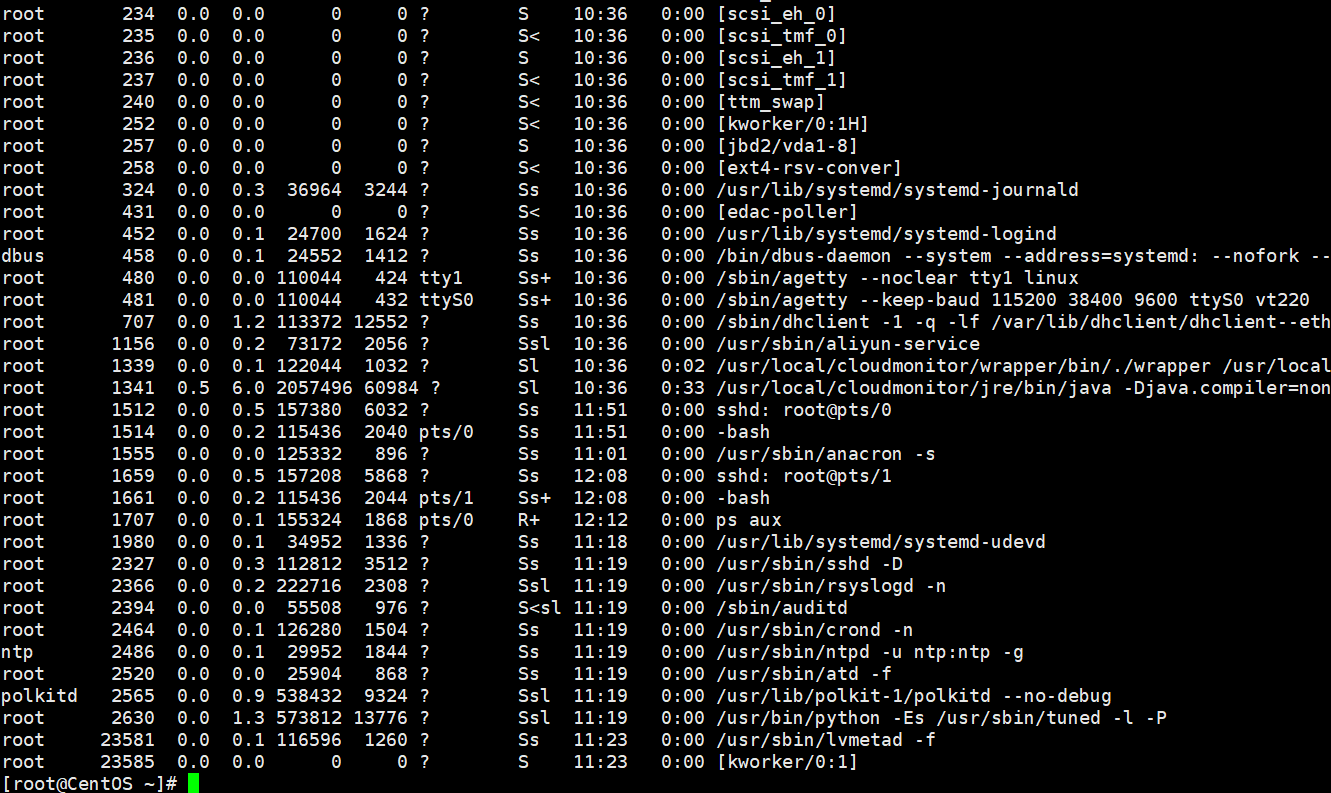 root 234 0.0 0.0 0 0 ? S 10:36 0:00 [scsi_eh_0]
root 235 0.0 0.0 0 0 ? S< 10:36 0:00 [scsi_tmf_0]
root 236 0.0 0.0 0 0 ? S 10:36 0:00 [scsi_eh_1]
root 237 0.0 0.0 0 0 ? S< 10:36 0:00 [scsi_tmf_1]
root 240 0.0 0.0 0 0 ? S< 10:36 0:00 [ttm_swap]
root 252 0.0 0.0 0 0 ? S< 10:36 0:00 [kworker/0:1H]
root 257 0.0 0.0 0 0 ? S 10:36 0:00 [jbd2/vda1-8]
root 258 0.0 0.0 0 0 ? S< 10:36 0:00 [ext4-rsv-conver]
root 324 0.0 0.3 36964 3244 ? Ss 10:36 0:00 /usr/lib/systemd/systemd-journald
root 431 0.0 0.0 0 0 ? S< 10:36 0:00 [edac-poller]
root 452 0.0 0.1 24700 1624 ? Ss 10:36 0:00 /usr/lib/systemd/systemd-logind
dbus 458 0.0 0.1 24552 1412 ? Ss 10:36 0:00 /bin/dbus-daemon --system --address=systemd: --nofork --
root 480 0.0 0.0 110044 424 tty1 Ss+ 10:36 0:00 /sbin/agetty --noclear tty1 linux
root 481 0.0 0.0 110044 432 ttyS0 Ss+ 10:36 0:00 /sbin/agetty --keep-baud 115200 38400 9600 ttyS0 vt220
root 707 0.0 1.2 113372 12552 ? Ss 10:36 0:00 /sbin/dhclient -1 -q -lf /var/lib/dhclient/dhclient--eth
root 1156 0.0 0.2 73172 2056 ? Ssl 10:36 0:00 /usr/sbin/aliyun-service
root 1339 0.0 0.1 122044 1032 ? Sl 10:36 0:02 /usr/local/cloudmonitor/wrapper/bin/./wrapper /usr/local
root 1341 0.5 6.0 2057496 60984 ? Sl 10:36 0:33 /usr/local/cloudmonitor/jre/bin/java -Djava.compiler=non
root 1512 0.0 0.5 157380 6032 ? Ss 11:51 0:00 sshd: root@pts/0
root 1514 0.0 0.2 115436 2040 pts/0 Ss 11:51 0:00 -bash
root 1555 0.0 0.0 125332 896 ? Ss 11:01 0:00 /usr/sbin/anacron -s
root 1659 0.0 0.5 157208 5868 ? Ss 12:08 0:00 sshd: root@pts/1
root 1661 0.0 0.2 115436 2044 pts/1 Ss+ 12:08 0:00 -bash
root 1707 0.0 0.1 155324 1868 pts/0 R+ 12:12 0:00 ps aux
root 1980 0.0 0.1 34952 1336 ? Ss 11:18 0:00 /usr/lib/systemd/systemd-udevd
root 2327 0.0 0.3 112812 3512 ? Ss 11:19 0:00 /usr/sbin/sshd -D
root 2366 0.0 0.2 222716 2308 ? Ssl 11:19 0:00 /usr/sbin/rsyslogd -n
root 2394 0.0 0.0 55508 976 ? S<sl 11:19 0:00 /sbin/auditd
root 2464 0.0 0.1 126280 1504 ? Ss 11:19 0:00 /usr/sbin/crond -n
ntp 2486 0.0 0.1 29952 1844 ? Ss 11:19 0:00 /usr/sbin/ntpd -u ntp:ntp -g
root 2520 0.0 0.0 25904 868 ? Ss 11:19 0:00 /usr/sbin/atd -f
polkitd 2565 0.0 0.9 538432 9324 ? Ssl 11:19 0:00 /usr/lib/polkit-1/polkitd --no-debug
root 2630 0.0 1.3 573812 13776 ? Ssl 11:19 0:00 /usr/bin/python -Es /usr/sbin/tuned -l -P
root 23581 0.0 0.1 116596 1260 ? Ss 11:23 0:00 /usr/sbin/lvmetad -f
root 23585 0.0 0.0 0 0 ? S 11:23 0:00 [kworker/0:1]
[root@CentOS ~]#